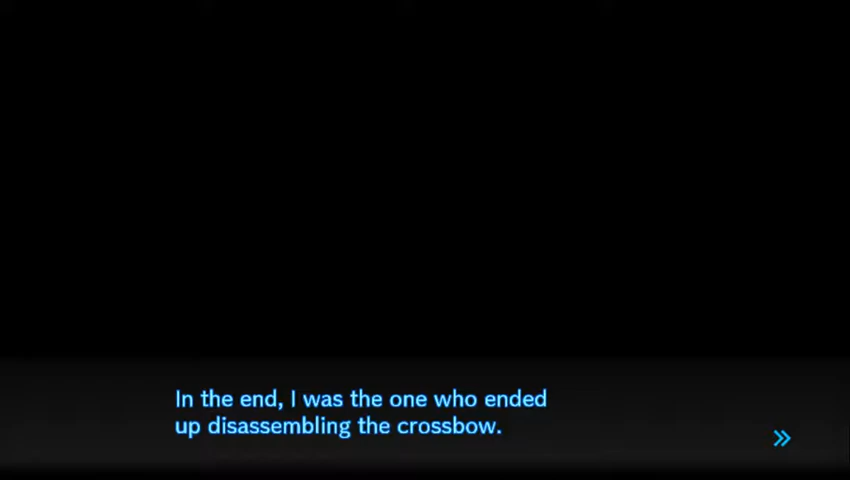 In the end, I was the one who ended
up disassembling the crossbow.